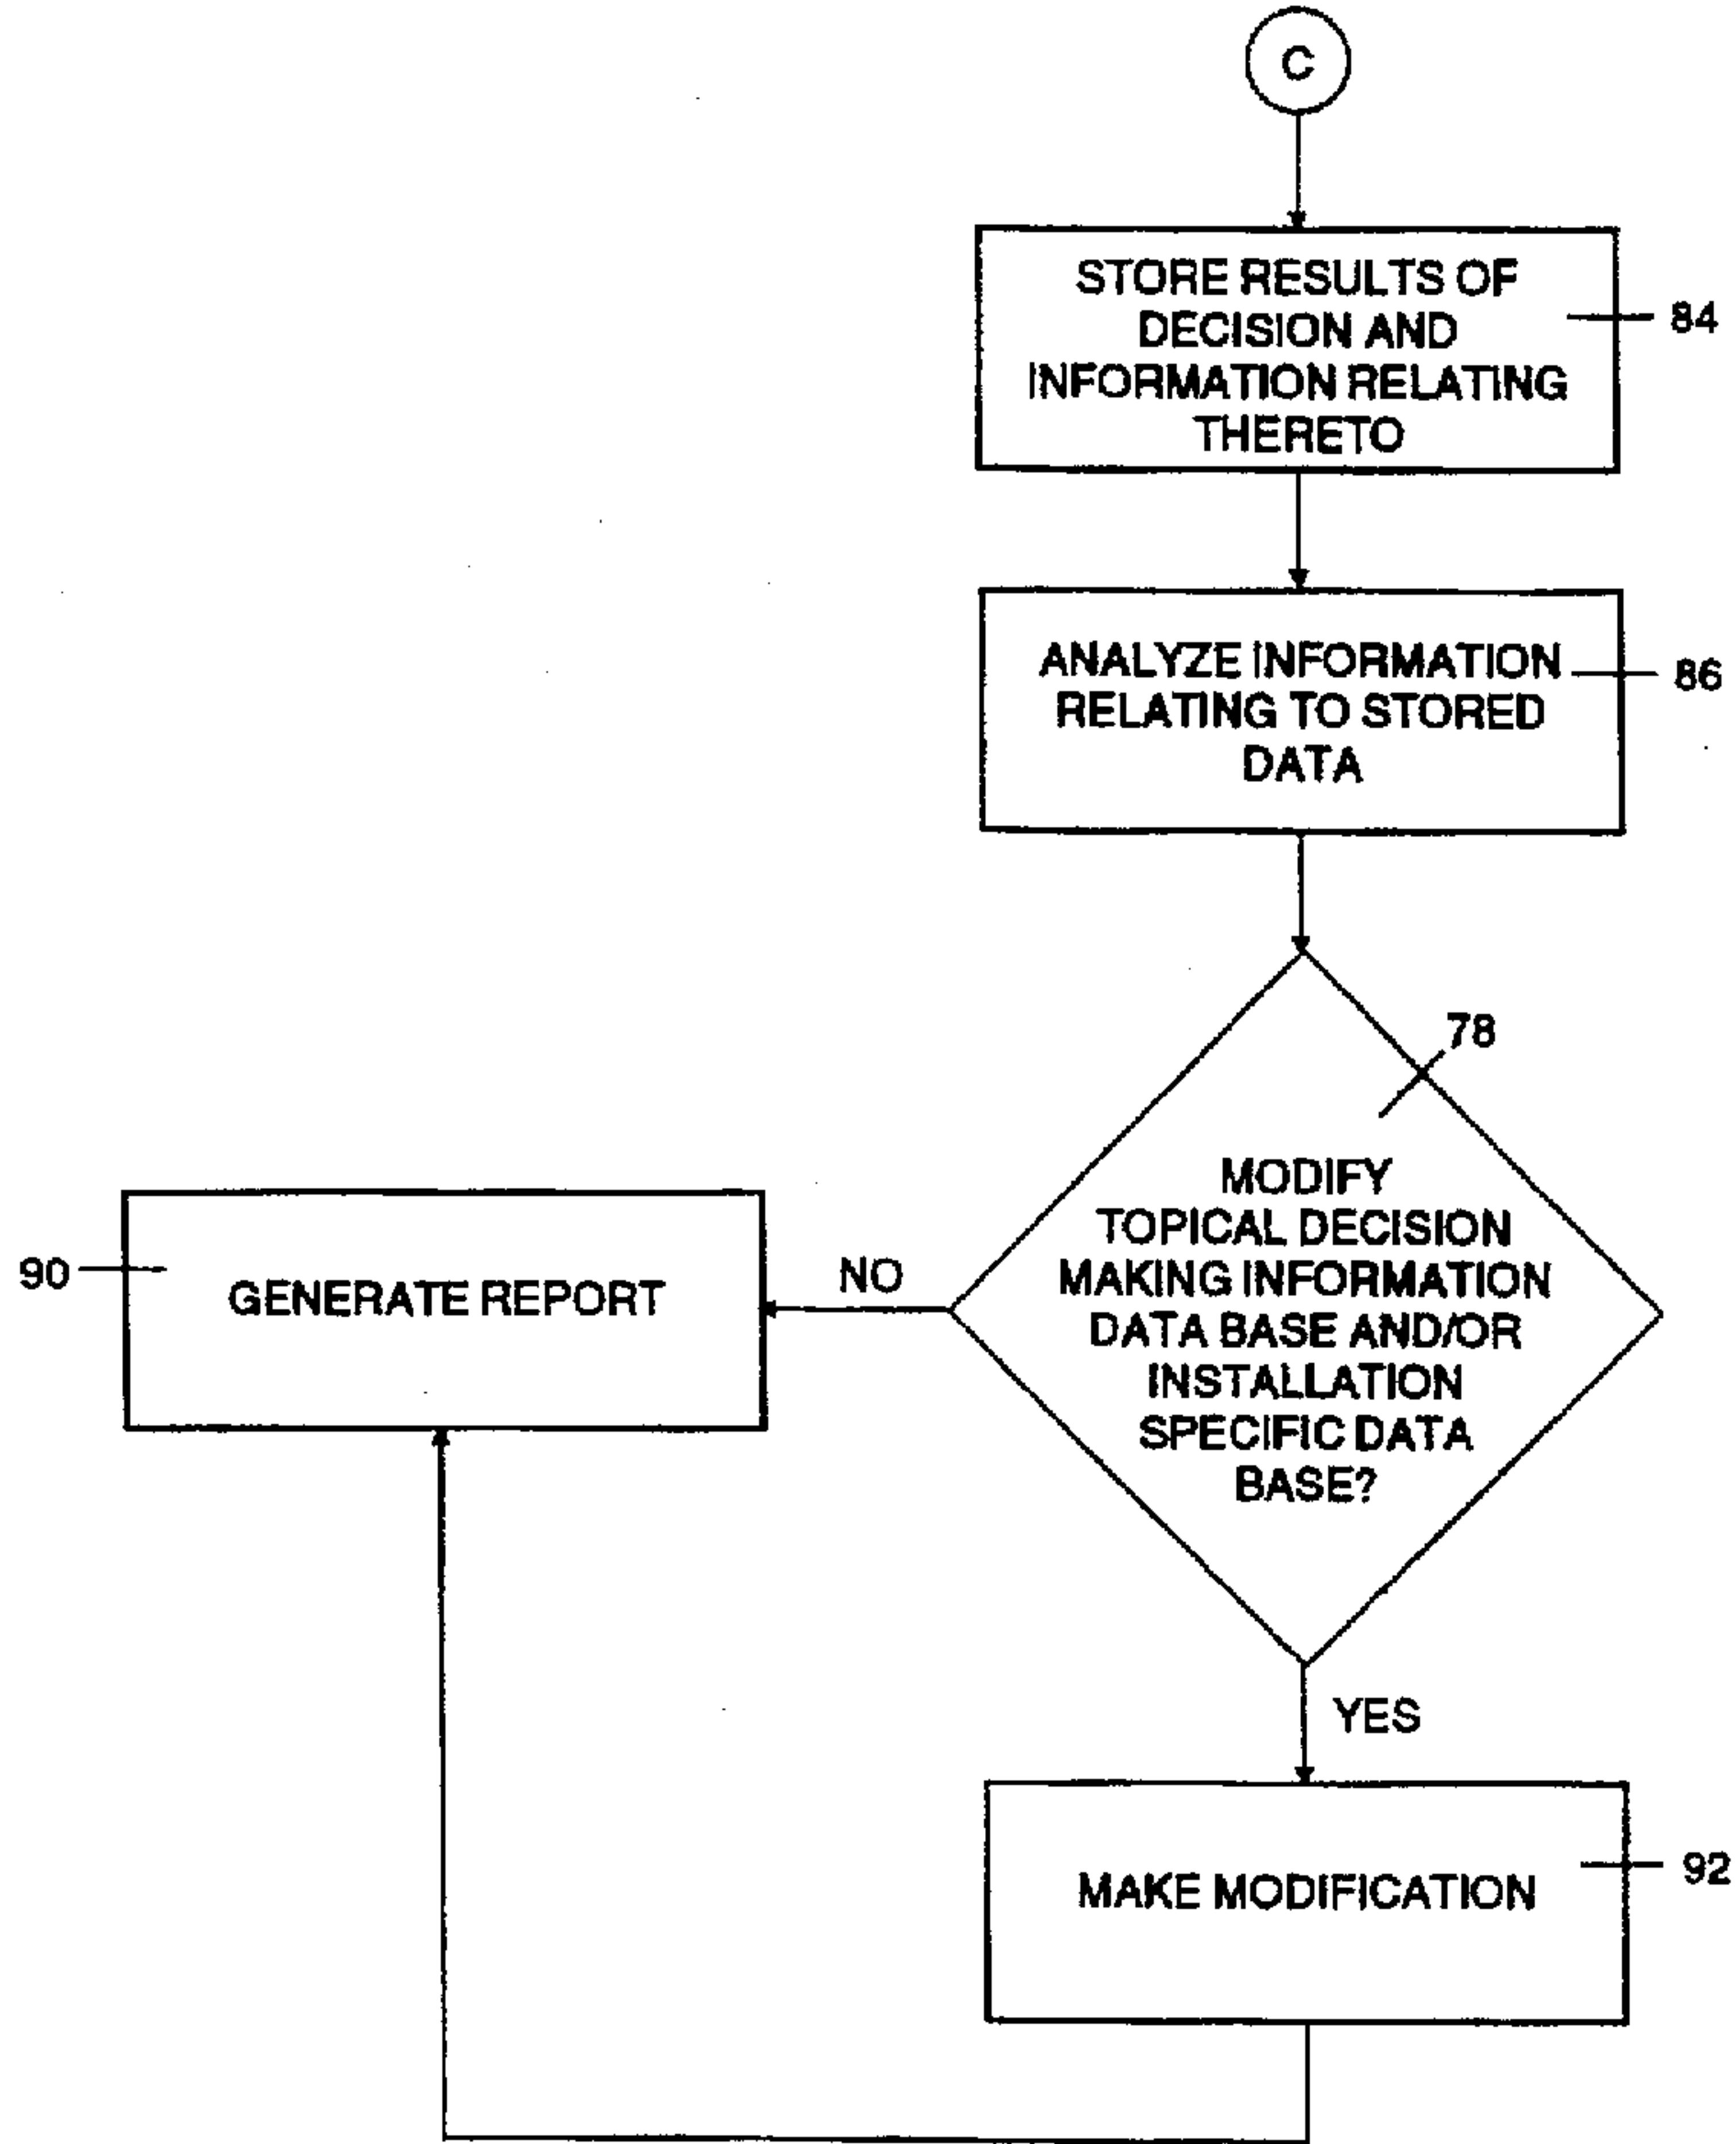 C
STORE RESULTS OF
DECISION AND
INFORMATION RELATING
THERETO
84
ANALYZE INFORMATION
RELATING TO STORED
DATA
86
78
MODIFY
TOPICAL DECISION
MAKING INFORMATION
DATA BASE AND/OR
INSTALLATION
SPECIFIC DATA
BASE?
NO
90
GENERATE REPORT
YES
MAKE MODIFICATION
92